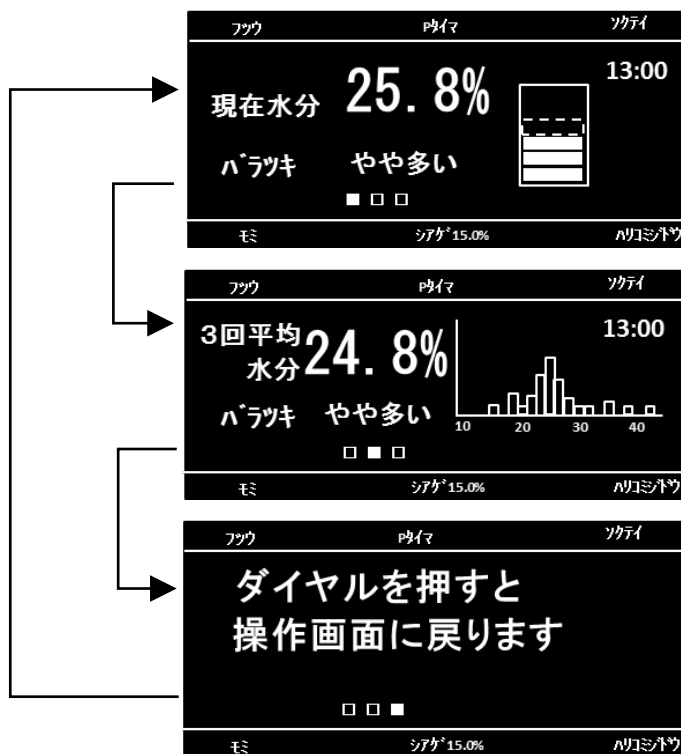 フツウ Pタイマ ソクテイ
現在水分 25.8% 13:00
バラツキ やや多い
モミ シアゲ15.0% ハリコミジドウ
フツウ Pタイマ ソクテイ
3回平均 13:00
水分 24.8%
バラツキ やや多い
10 20 30 40
モミ シアゲ15.0% ハリコミジドウ
フツウ Pタイマ ソクテイ
ダイヤルを押すと
操作画面に戻ります
モミ シアゲ15.0% ハリコミジドウ